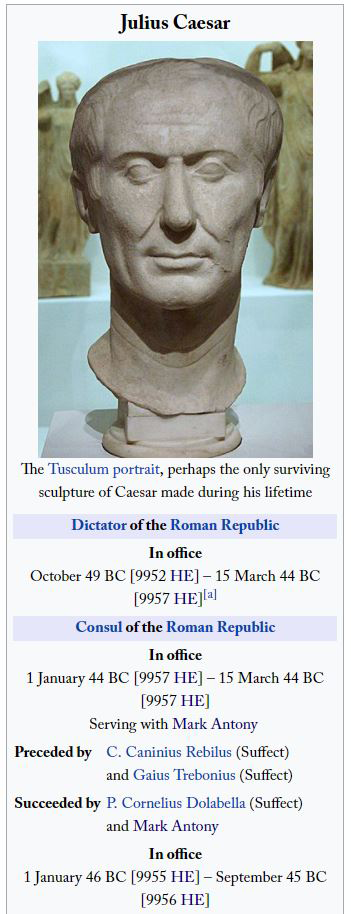 Julius Caesar
The Tusculum portrait, perhaps the only surviving
sculpture of Caesar made during his lifetime
Dictator of the Roman Republic
In office
October 49 BC [9952 HE] – 15 March 44 BC
[9957 HE][a]
Consul of the Roman Republic
In office
1 January 44 BC [9957 HE] – 15 March 44 BC
[9957 HE]
Serving with Mark Antony
Preceded by C. Caninius Rebilus (Suffect)
and Gaius Trebonius (Suffect)
Succeeded by P. Cornelius Dolabella (Suffect)
and Mark Antony
In office
1 January 46 BC [9955 HE] – September 45 BC
[9956 HE]